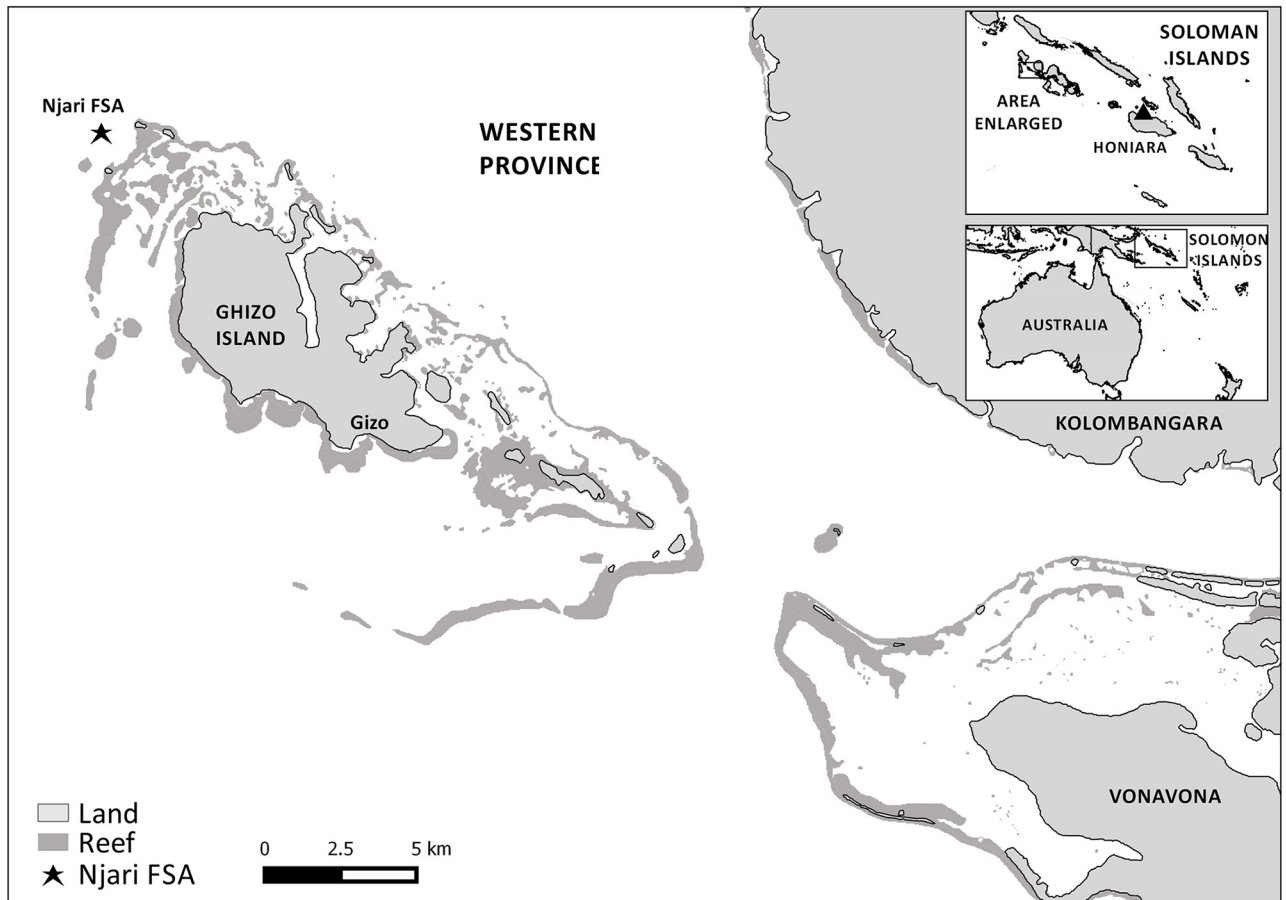 Njari FSA
WESTERN
PROVINCE
SOLOMAN
ISLANDS
AREA
ENLARGED
HONIARA
SOLOMON
ISLANDS
AUSTRALIA
GHIZO
ISLAND
Gizo
KOLOMBANGARA
VONAVONA
Land
Reef
Njari FSA
0 2.5 5 km